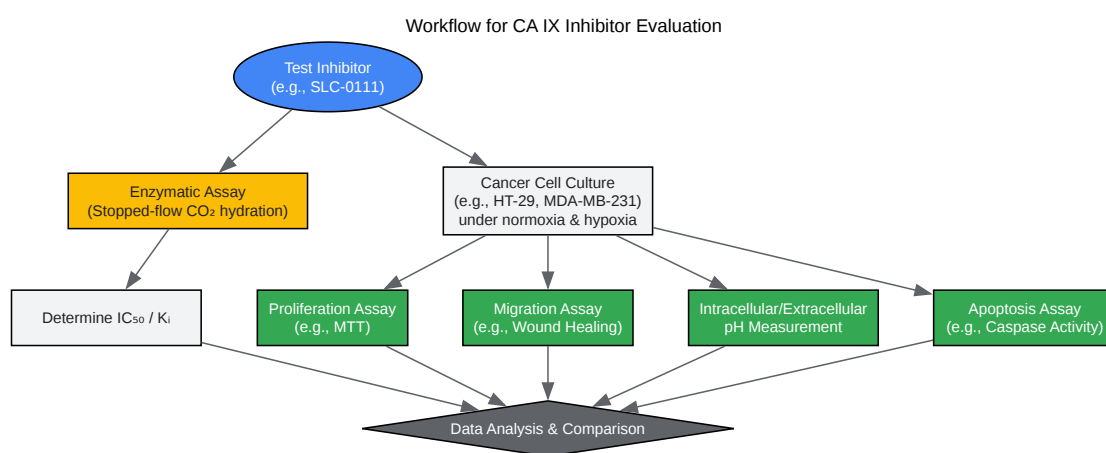 Workflow for CA IX Inhibitor Evaluation
Test Inhibitor
(e.g., SLC-0111)
Enzymatic Assay
(Stopped-flow CO₂ hydration)
Cancer Cell Culture
(e.g., HT-29, MDA-MB-231)
under normoxia & hypoxia
Determine IC₅₀ / Kᵢ
Proliferation Assay
(e.g., MTT)
Migration Assay
(e.g., Wound Healing)
Intracellular/Extracellular
pH Measurement
Apoptosis Assay
(e.g., Caspase Activity)
Data Analysis & Comparison